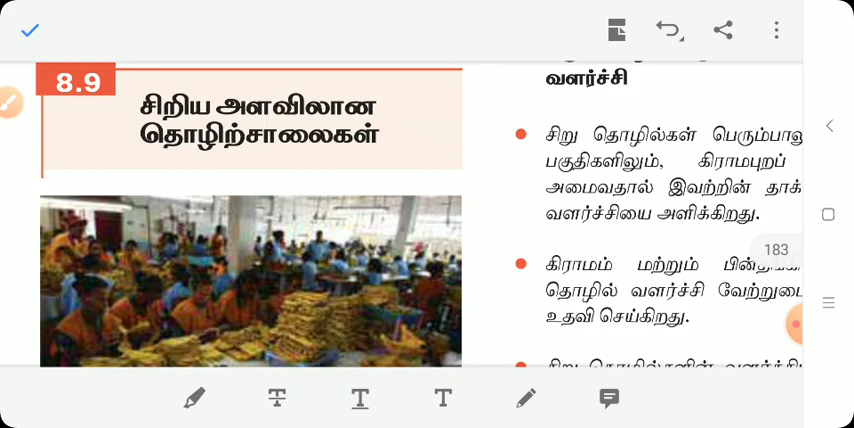 8.9
சிறிய அளவிலான
தொழிற்சாலைகள்
வளர்ச்சி
சிறு தொழில்கள்
பகுதிகளிலும், கிராமபுறப்
அமைவதால் இவற்றின்
வளர்ச்சியை அளிக்கிறது.
183
கிராமம் மற்றும்
தொழில் வளர்ச்சி
உதவி செய்கிறது.